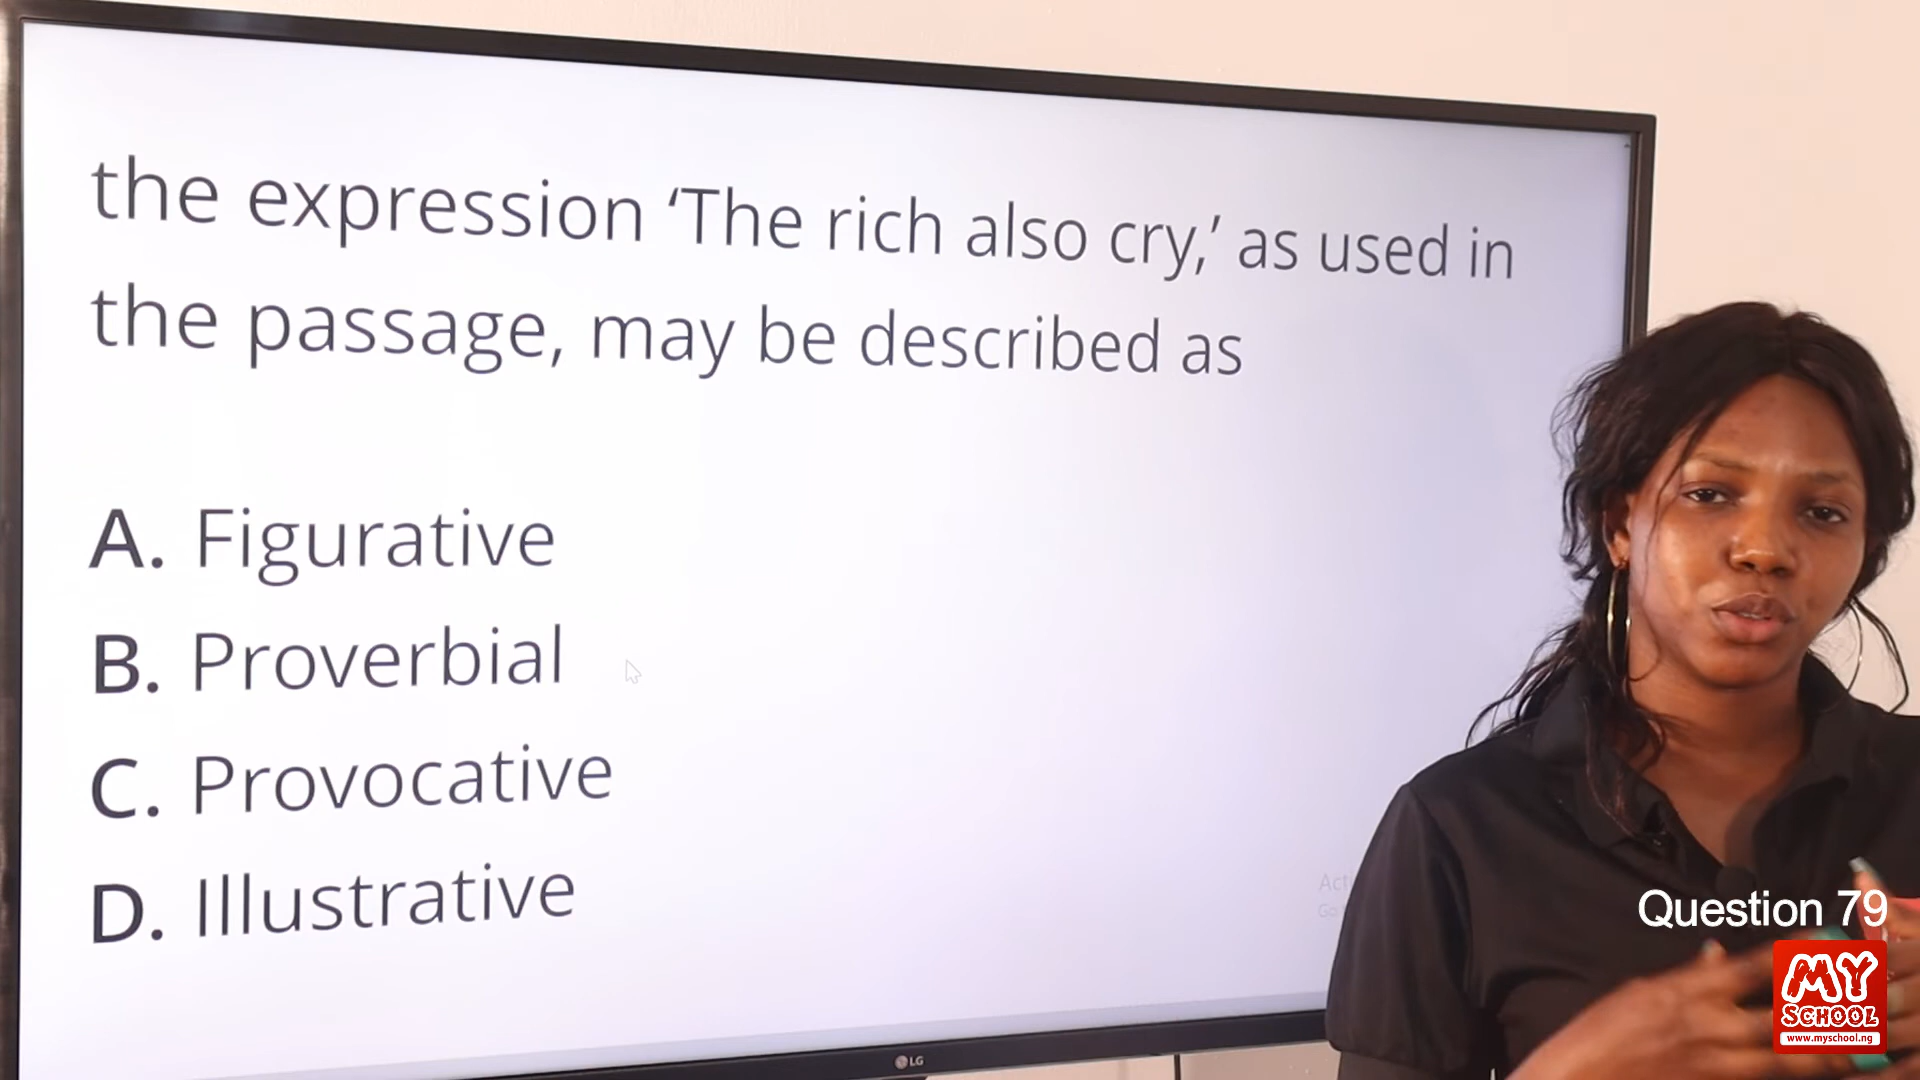 the expression ‘The rich also cry,’ as used in
the passage, may be described as
A. Figurative
B. Proverbial
C. Provocative
D. Illustrative
Question 79
MY
SCHOOL
www.myschool.ng
LG